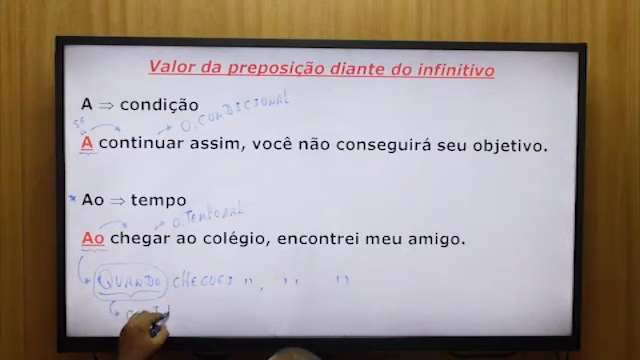 Valor da preposição diante do infinitivo
A ⇒ condição
SE → O.CONDICIONAL
A continuar assim, você não conseguirá seu objetivo.
* Ao ⇒ tempo
→ O.TEMPORAL
Ao chegar ao colégio, encontrei meu amigo.
QUANDO CHEGUEI " , " "